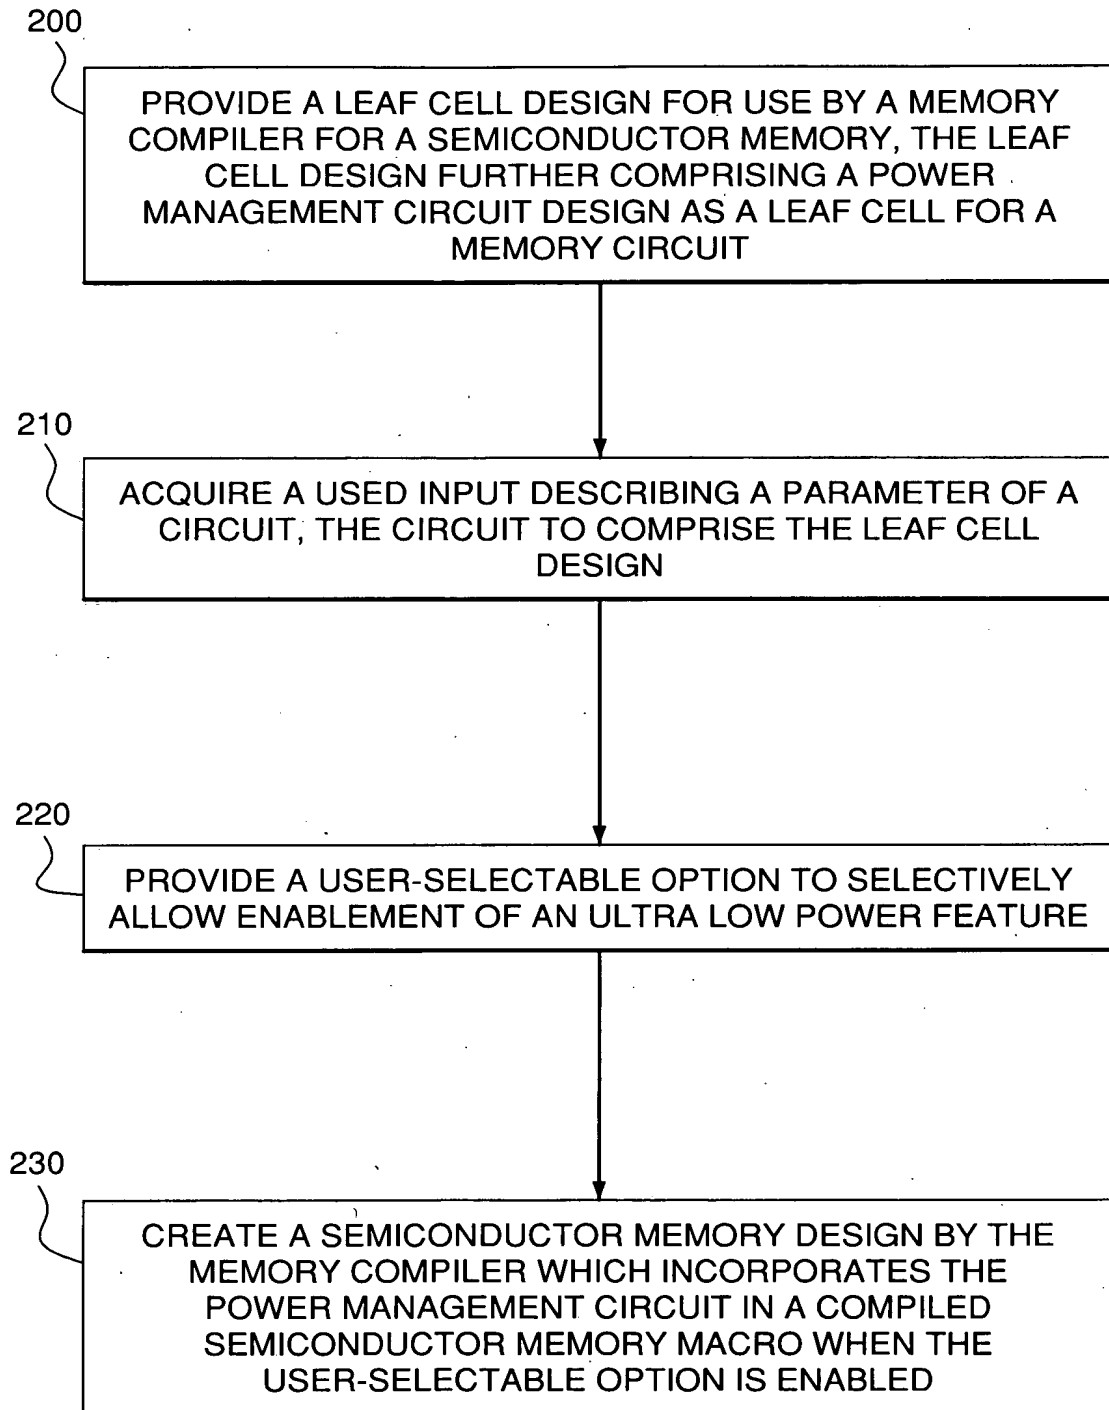 200
PROVIDE A LEAF CELL DESIGN FOR USE BY A MEMORY
COMPILER FOR A SEMICONDUCTOR MEMORY, THE LEAF
CELL DESIGN FURTHER COMPRISING A POWER
MANAGEMENT CIRCUIT DESIGN AS A LEAF CELL FOR A
MEMORY CIRCUIT
210
ACQUIRE A USED INPUT DESCRIBING A PARAMETER OF A
CIRCUIT, THE CIRCUIT TO COMPRISE THE LEAF CELL
DESIGN
220
PROVIDE A USER-SELECTABLE OPTION TO SELECTIVELY
ALLOW ENABLEMENT OF AN ULTRA LOW POWER FEATURE
230
CREATE A SEMICONDUCTOR MEMORY DESIGN BY THE
MEMORY COMPILER WHICH INCORPORATES THE
POWER MANAGEMENT CIRCUIT IN A COMPILED
SEMICONDUCTOR MEMORY MACRO WHEN THE
USER-SELECTABLE OPTION IS ENABLED